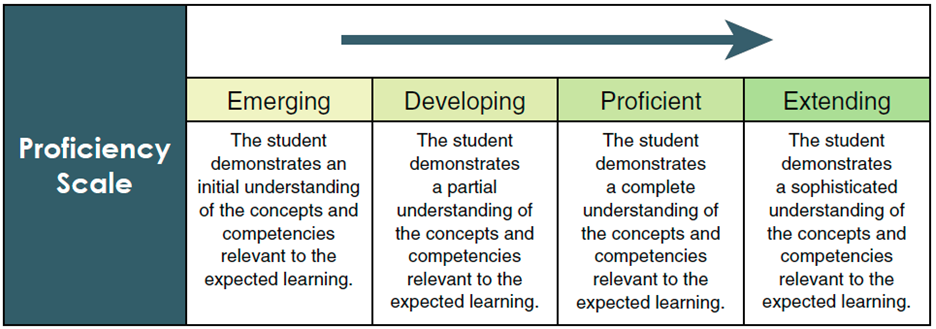 Proficiency
Scale
Emerging
The student
demonstrates an
initial understanding
of the concepts and
competencies
relevant to the
expected learning.
Developing
The student
demonstrates
a partial
understanding of
the concepts and
competencies
relevant to the
expected learning.
Proficient
The student
demonstrates
a complete
understanding of
the concepts and
competencies
relevant to the
expected learning.
Extending
The student
demonstrates
a sophisticated
understanding of
the concepts and
competencies
relevant to the
expected learning.